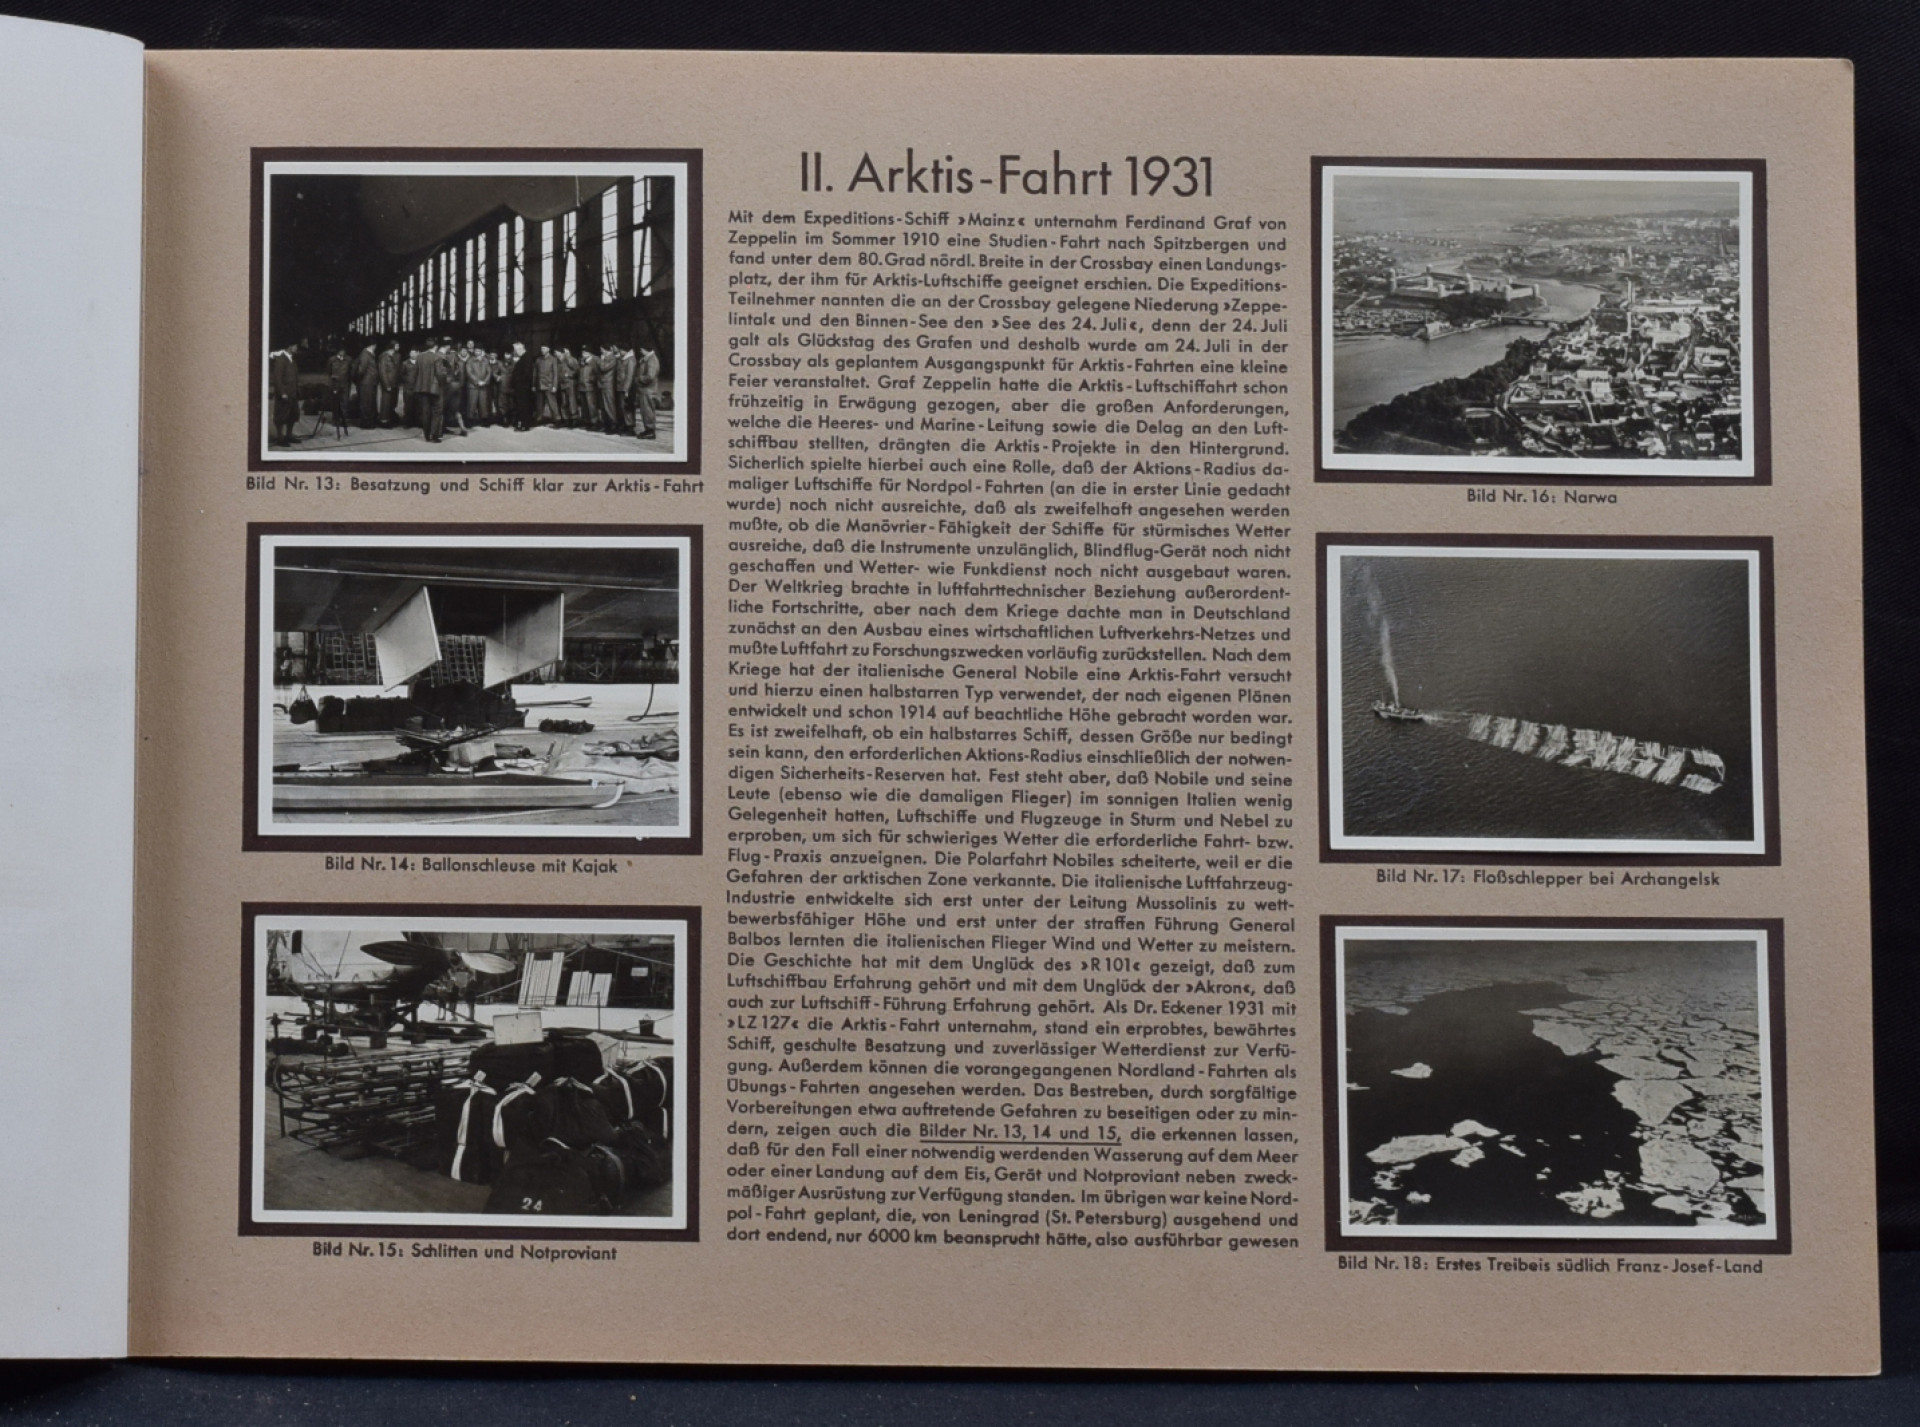 II. Arktis-Fahrt 1931
Mit dem Expeditions-Schiff »Mainz« unternahm Ferdinand Graf von
Zeppelin im Sommer 1910 eine Studien-Fahrt nach Spitzbergen und
fand unter dem 80. Grad nördl. Breite in der Crossbay einen Landungs-
platz, der ihm für Arktis-Luftschiffe geeignet erschien. Die Expeditions-
Teilnehmer nannten die an der Crossbay gelegene Niederung »Zeppe-
lintal« und den Binnen-See den »See des 24. Juli«, denn der 24. Juli
galt als Glückstag des Grafen und deshalb wurde am 24. Juli in der
Crossbay als geplantem Ausgangspunkt für Arktis-Fahrten eine kleine
Feier veranstaltet. Graf Zeppelin hatte die Arktis-Luftschiffahrt schon
frühzeitig in Erwägung gezogen, aber die großen Anforderungen,
welche die Heeres- und Marine-Leitung sowie die Delag an den Luft-
schiffbau stellten, drängten die Arktis-Projekte in den Hintergrund.
Sicherlich spielte hierbei auch eine Rolle, daß der Aktions-Radius da-
maliger Luftschiffe für Nordpol-Fahrten (an die in erster Linie gedacht
wurde) noch nicht ausreichte, daß als zweifelhaft angesehen werden
mußte, ob die Manövrier-Fähigkeit der Schiffe für stürmisches Wetter
ausreiche, daß die Instrumente unzulänglich, Blindflug-Gerät noch nicht
geschaffen und Wetter- wie Funkdienst noch nicht ausgebaut waren.
Der Weltkrieg brachte in luftfahrttechnischer Beziehung außerordent-
liche Fortschritte, aber nach dem Kriege dachte man in Deutschland
zunächst an den Ausbau eines wirtschaftlichen Luftverkehrs-Netzes und
mußte Luftfahrt zu Forschungszwecken vorläufig zurückstellen. Nach dem
Kriege hat der italienische General Nobile eine Arktis-Fahrt versucht
und hierzu einen halbstarren Typ verwendet, der nach eigenen Plänen
entwickelt und schon 1914 auf beachtliche Höhe gebracht worden war.
Es ist zweifelhaft, ob ein halbstarres Schiff, dessen Größe nur bedingt
sein kann, den erforderlichen Aktions-Radius einschließlich der notwen-
digen Sicherheits-Reserven hat. Fest steht aber, daß Nobile und seine
Leute (ebenso wie die damaligen Flieger) im sonnigen Italien wenig
Gelegenheit hatten, Luftschiffe und Flugzeuge in Sturm und Nebel zu
erproben, um sich für schwieriges Wetter die erforderliche Fahrt- bzw.
Flug-Praxis anzueignen. Die Polarfahrt Nobiles scheiterte, weil er die
Gefahren der arktischen Zone verkannte. Die italienische Luftfahrzeug-
Industrie entwickelte sich erst unter der Leitung Mussolinis zu wett-
bewerbsfähiger Höhe und erst unter der straffen Führung General
Balbos lernten die italienischen Flieger Wind und Wetter zu meistern.
Die Geschichte hat mit dem Unglück des »R 101« gezeigt, daß zum
Luftschiffbau Erfahrung gehört und mit dem Unglück der »Akron«, daß
auch zur Luftschiff-Führung Erfahrung gehört. Als Dr. Eckener 1931 mit
»LZ 127« die Arktis-Fahrt unternahm, stand ein erprobtes, bewährtes
Schiff, geschulte Besatzung und zuverlässiger Wetterdienst zur Verfü-
gung. Außerdem können die vorangegangenen Nordland-Fahrten als
Übungs-Fahrten angesehen werden. Das Bestreben, durch sorgfältige
Vorbereitungen etwa auftretende Gefahren zu beseitigen oder zu min-
dern, zeigen auch die Bilder Nr. 13, 14 und 15, die erkennen lassen,
daß für den Fall einer notwendig werdenden Wasserung auf dem Meer
oder einer Landung auf dem Eis, Gerät und Notproviant neben zweck-
mäßiger Ausrüstung zur Verfügung standen. Im übrigen war keine Nord-
pol-Fahrt geplant, die, von Leningrad (St. Petersburg) ausgehend und
dort endend, nur 6000 km beansprucht hätte, also ausführbar gewesen
Bild Nr. 13: Besatzung und Schiff klar zur Arktis-Fahrt
Bild Nr. 14: Ballonschleuse mit Kajak
24
Bild Nr. 15: Schlitten und Notproviant
Bild Nr. 16: Narwa
Bild Nr. 17: Floßschlepper bei Archangelsk
Bild Nr. 18: Erstes Treibeis südlich Franz-Josef-Land